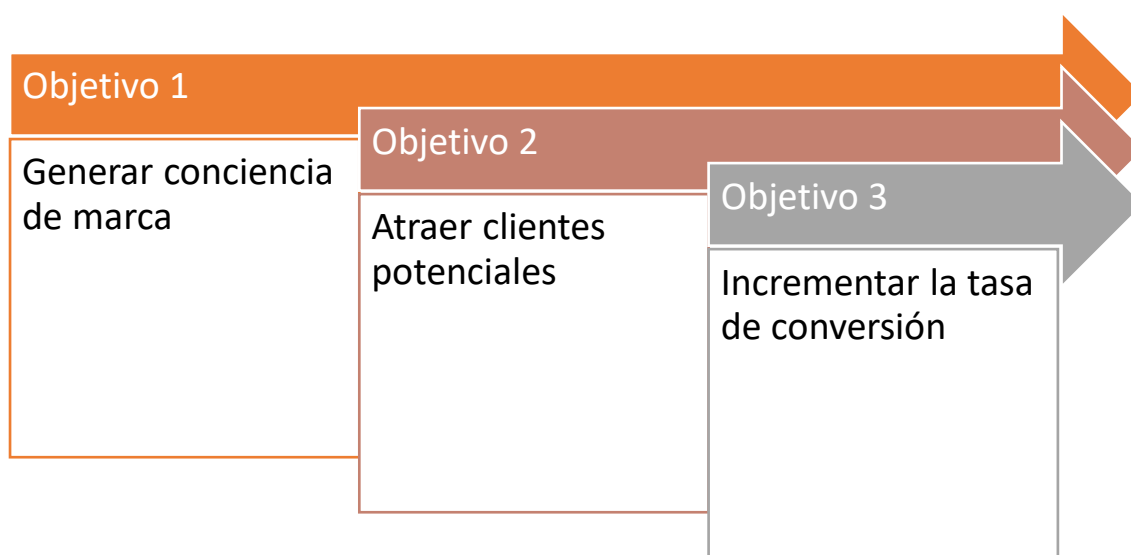 Objetivo 1
Generar conciencia
de marca
Objetivo 2
Atraer clientes
potenciales
Objetivo 3
Incrementar la tasa
de conversión